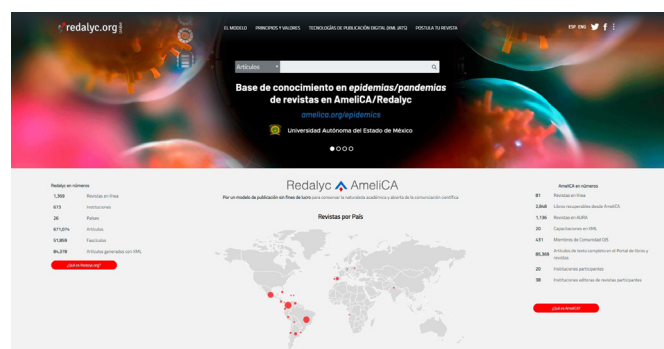 redalyc.org
EL MODELO
PRINCIPIOS Y VALORES
TECNOLOGÍAS DE PUBLICACIÓN DIGITAL (XML JATS)
POSTULA TU REVISTA
ESP ENG
Artículos
Base de conocimiento en epidemias/pandemias
de revistas en AmeliCA/Redalyc
amelica.org/epidemics
Universidad Autónoma del Estado de México
Redalyc AmeliCA
Por un modelo de publicación sin fines de lucro para conservar la naturaleza académica y abierta de la comunicación científica
Revistas por País
Redalyc en números
1,369 Revistas en línea
673 Instituciones
26 Países
671,074 Artículos
51,859 Fascículos
84,378 Artículos generados con XML
¿Qué es Redalyc.org?
AmeliCA en números
81 Revistas en línea
2,848 Libros recuperables desde AmeliCA
1,136 Revistas en AURA
20 Capacitaciones en XML
431 Miembros de Comunidad OJS
85,909 Artículos de texto completo en el Portal de libros y
revistas
20 Instituciones participantes
38 Instituciones editoras de revistas participantes
¿Qué es AmeliCA?